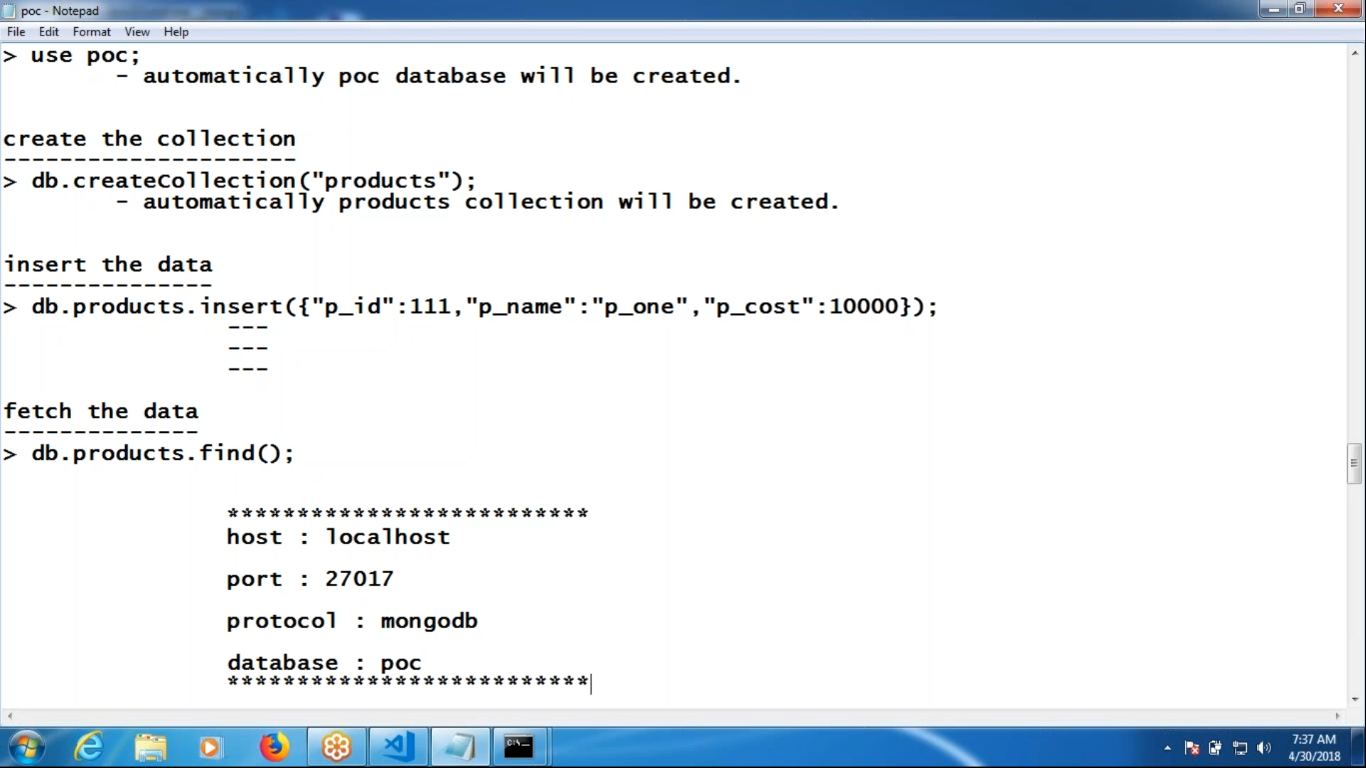 poc - Notepad
File Edit Format View Help
> use poc;
- automatically poc database will be created.
create the collection
---------------------
> db.createCollection("products");
- automatically products collection will be created.
insert the data
---------------
> db.products.insert({"p_id":111,"p_name":"p_one","p_cost":10000});
---
---
---
fetch the data
--------------
> db.products.find();
**************************
host : localhost
port : 27017
protocol : mongodb
database : poc
**************************
7:37 AM
4/30/2018